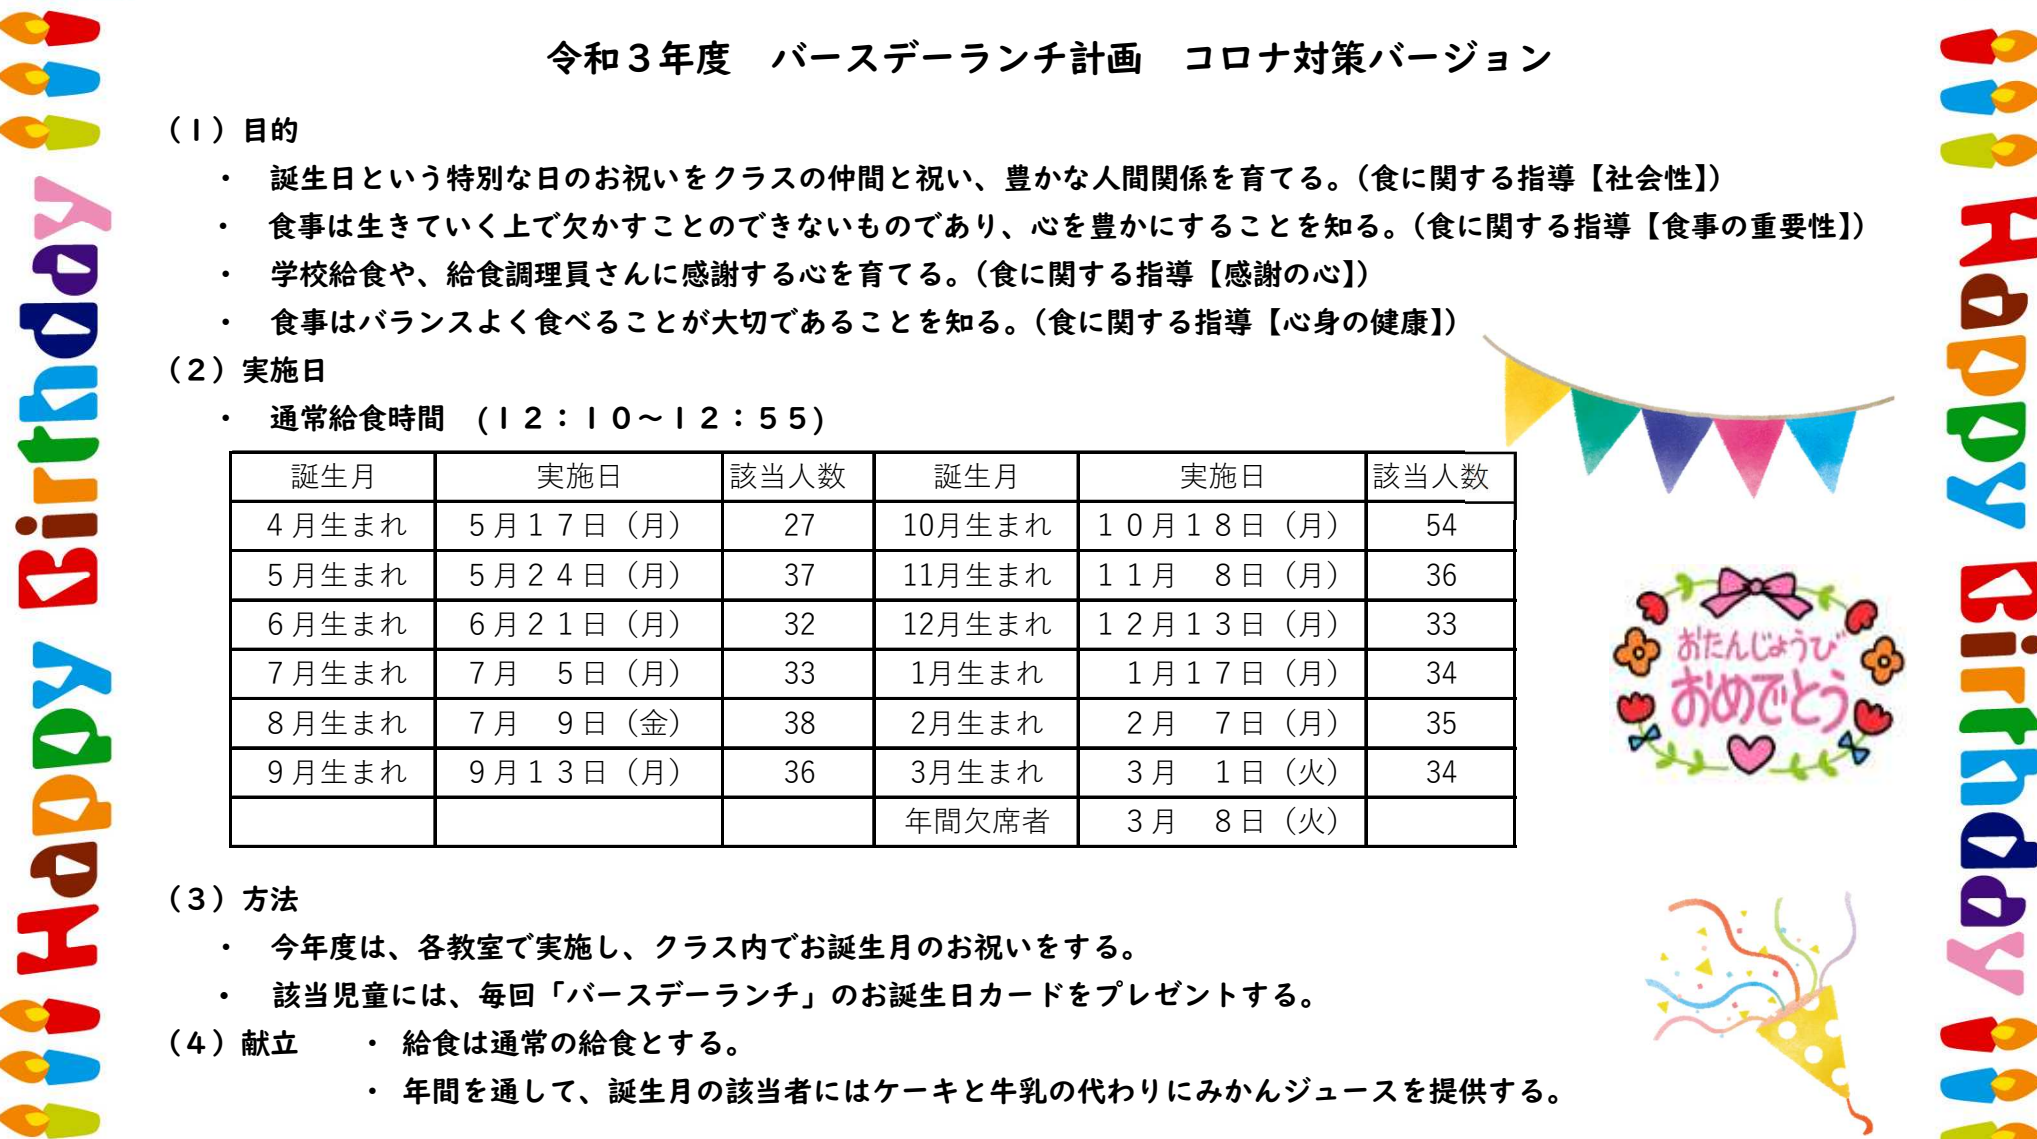 令和３年度　バースデーランチ計画　コロナ対策バージョン
（１）目的
・　誕生日という特別な日のお祝いをクラスの仲間と祝い、豊かな人間関係を育てる。（食に関する指導【社会性】）
・　食事は生きていく上で欠かすことのできないものであり、心を豊かにすることを知る。（食に関する指導【食事の重要性】）
・　学校給食や、給食調理員さんに感謝する心を育てる。（食に関する指導【感謝の心】）
・　食事はバランスよく食べることが大切であることを知る。（食に関する指導【心身の健康】）
（２）実施日
・　通常給食時間　（１２：１０～１２：５５）
誕生月　実施日　該当人数　誕生月　実施日　該当人数
４月生まれ　５月１７日（月）　27　10月生まれ　１０月１８日（月）　54
５月生まれ　５月２４日（月）　37　11月生まれ　１１月　８日（月）　36
６月生まれ　６月２１日（月）　32　12月生まれ　１２月１３日（月）　33
７月生まれ　７月　５日（月）　33　1月生まれ　１月１７日（月）　34
８月生まれ　７月　９日（金）　38　2月生まれ　２月　７日（月）　35
９月生まれ　９月１３日（月）　36　3月生まれ　３月　１日（火）　34
年間欠席者　３月　８日（火）
（３）方法
・　今年度は、各教室で実施し、クラス内でお誕生月のお祝いをする。
・　該当児童には、毎回「バースデーランチ」のお誕生日カードをプレゼントする。
（４）献立　　・ 給食は通常の給食とする。
・ 年間を通して、誕生月の該当者にはケーキと牛乳の代わりにみかんジュースを提供する。
おたんじょうび
おめでとう
Happy Birthday
Happy Birthday